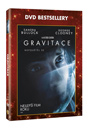 DVD BESTSELLERY
SANDRA GEORGE
BULLOCK CLOONEY
GRAVITACE
NEJLEPŠÍ FILM
ROKU